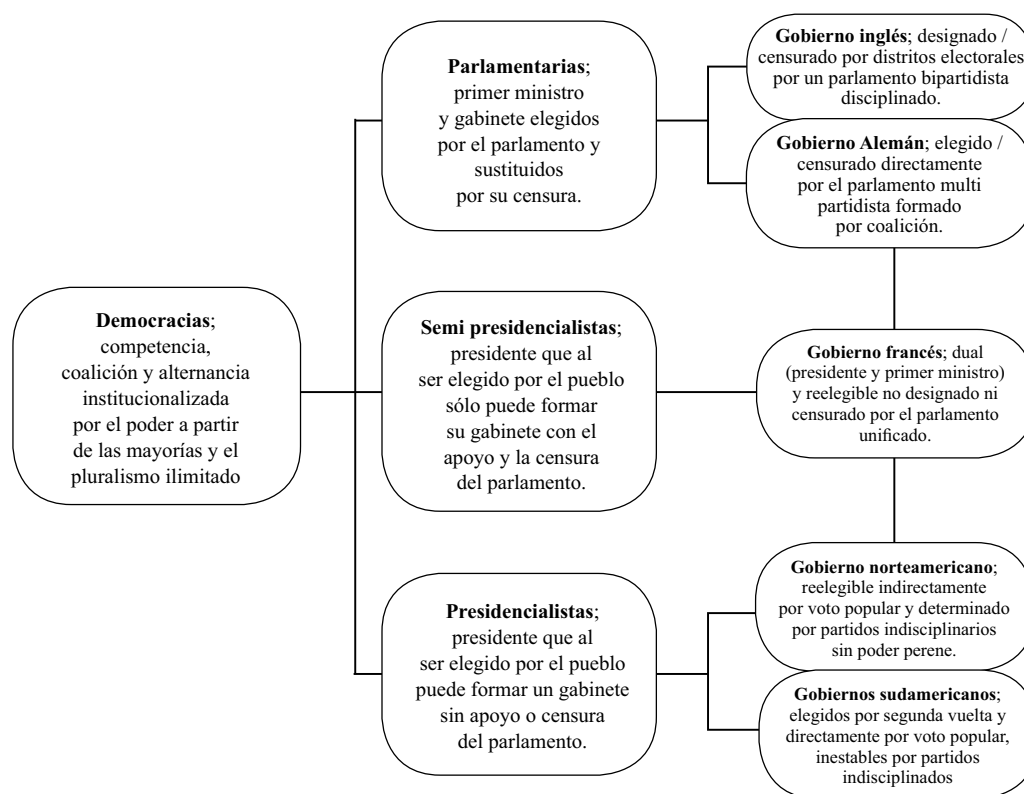 Democracias;
competencia,
coalición y alternancia
institucionalizada
por el poder a partir
de las mayorías y el
pluralismo ilimitado
Parlamentarias;
primer ministro
y gabinete elegidos
por el parlamento y
sustituidos
por su censura.
Gobierno inglés; designado /
censurado por distritos electorales
por un parlamento bipartidista
disciplinado.
Gobierno Alemán; elegido /
censurado directamente
por el parlamento multi
partidista formado
por coalición.
Semi presidencialistas;
presidente que al
ser elegido por el pueblo
sólo puede formar
su gabinete con el
apoyo y la censura
del parlamento.
Gobierno francés; dual
(presidente y primer ministro)
y reelegible no designado ni
censurado por el parlamento
unificado.
Presidencialistas;
presidente que al
ser elegido por el pueblo
puede formar un gabinete
sin apoyo o censura
del parlamento.
Gobierno norteamericano;
reelegible indirectamente
por voto popular y determinado
por partidos indisciplinarios
sin poder perene.
Gobiernos sudamericanos;
elegidos por segunda vuelta y
directamente por voto popular,
inestables por partidos
indisciplinados